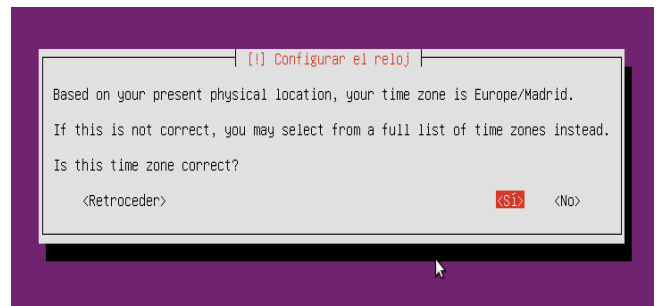 [!] Configurar el reloj
Based on your present physical location, your time zone is Europe/Madrid.
If this is not correct, you may select from a full list of time zones instead.
Is this time zone correct?
<Retroceder> <Sí> <No>